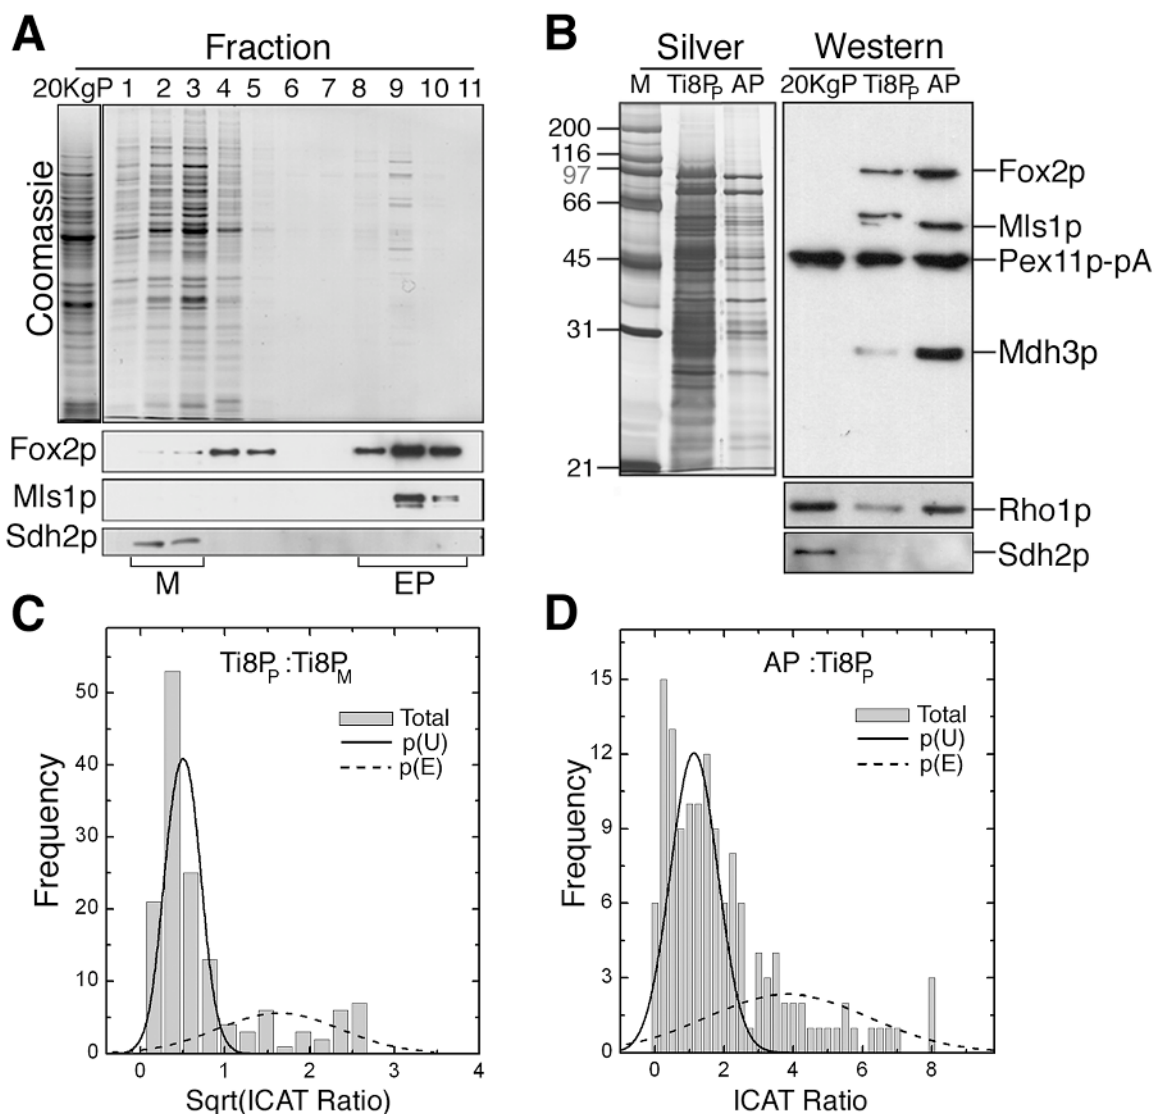 A
Fraction
20KgP 1 2 3 4 5 6 7 8 9 10 11
Coomassie
Fox2p
Mls1p
Sdh2p
M EP
B
Silver Western
M Ti8PP AP 20KgP Ti8PP AP
200
116
97
66
45
31
21
Fox2p
Mls1p
Pex11p-pA
Mdh3p
Rho1p
Sdh2p
C
Ti8PP :Ti8PM
Total
p(U)
p(E)
Frequency
50
40
30
20
10
0
0 1 2 3 4
Sqrt(ICAT Ratio)
D
AP :Ti8PP
Total
p(U)
p(E)
Frequency
15
12
9
6
3
0
0 2 4 6 8
ICAT Ratio